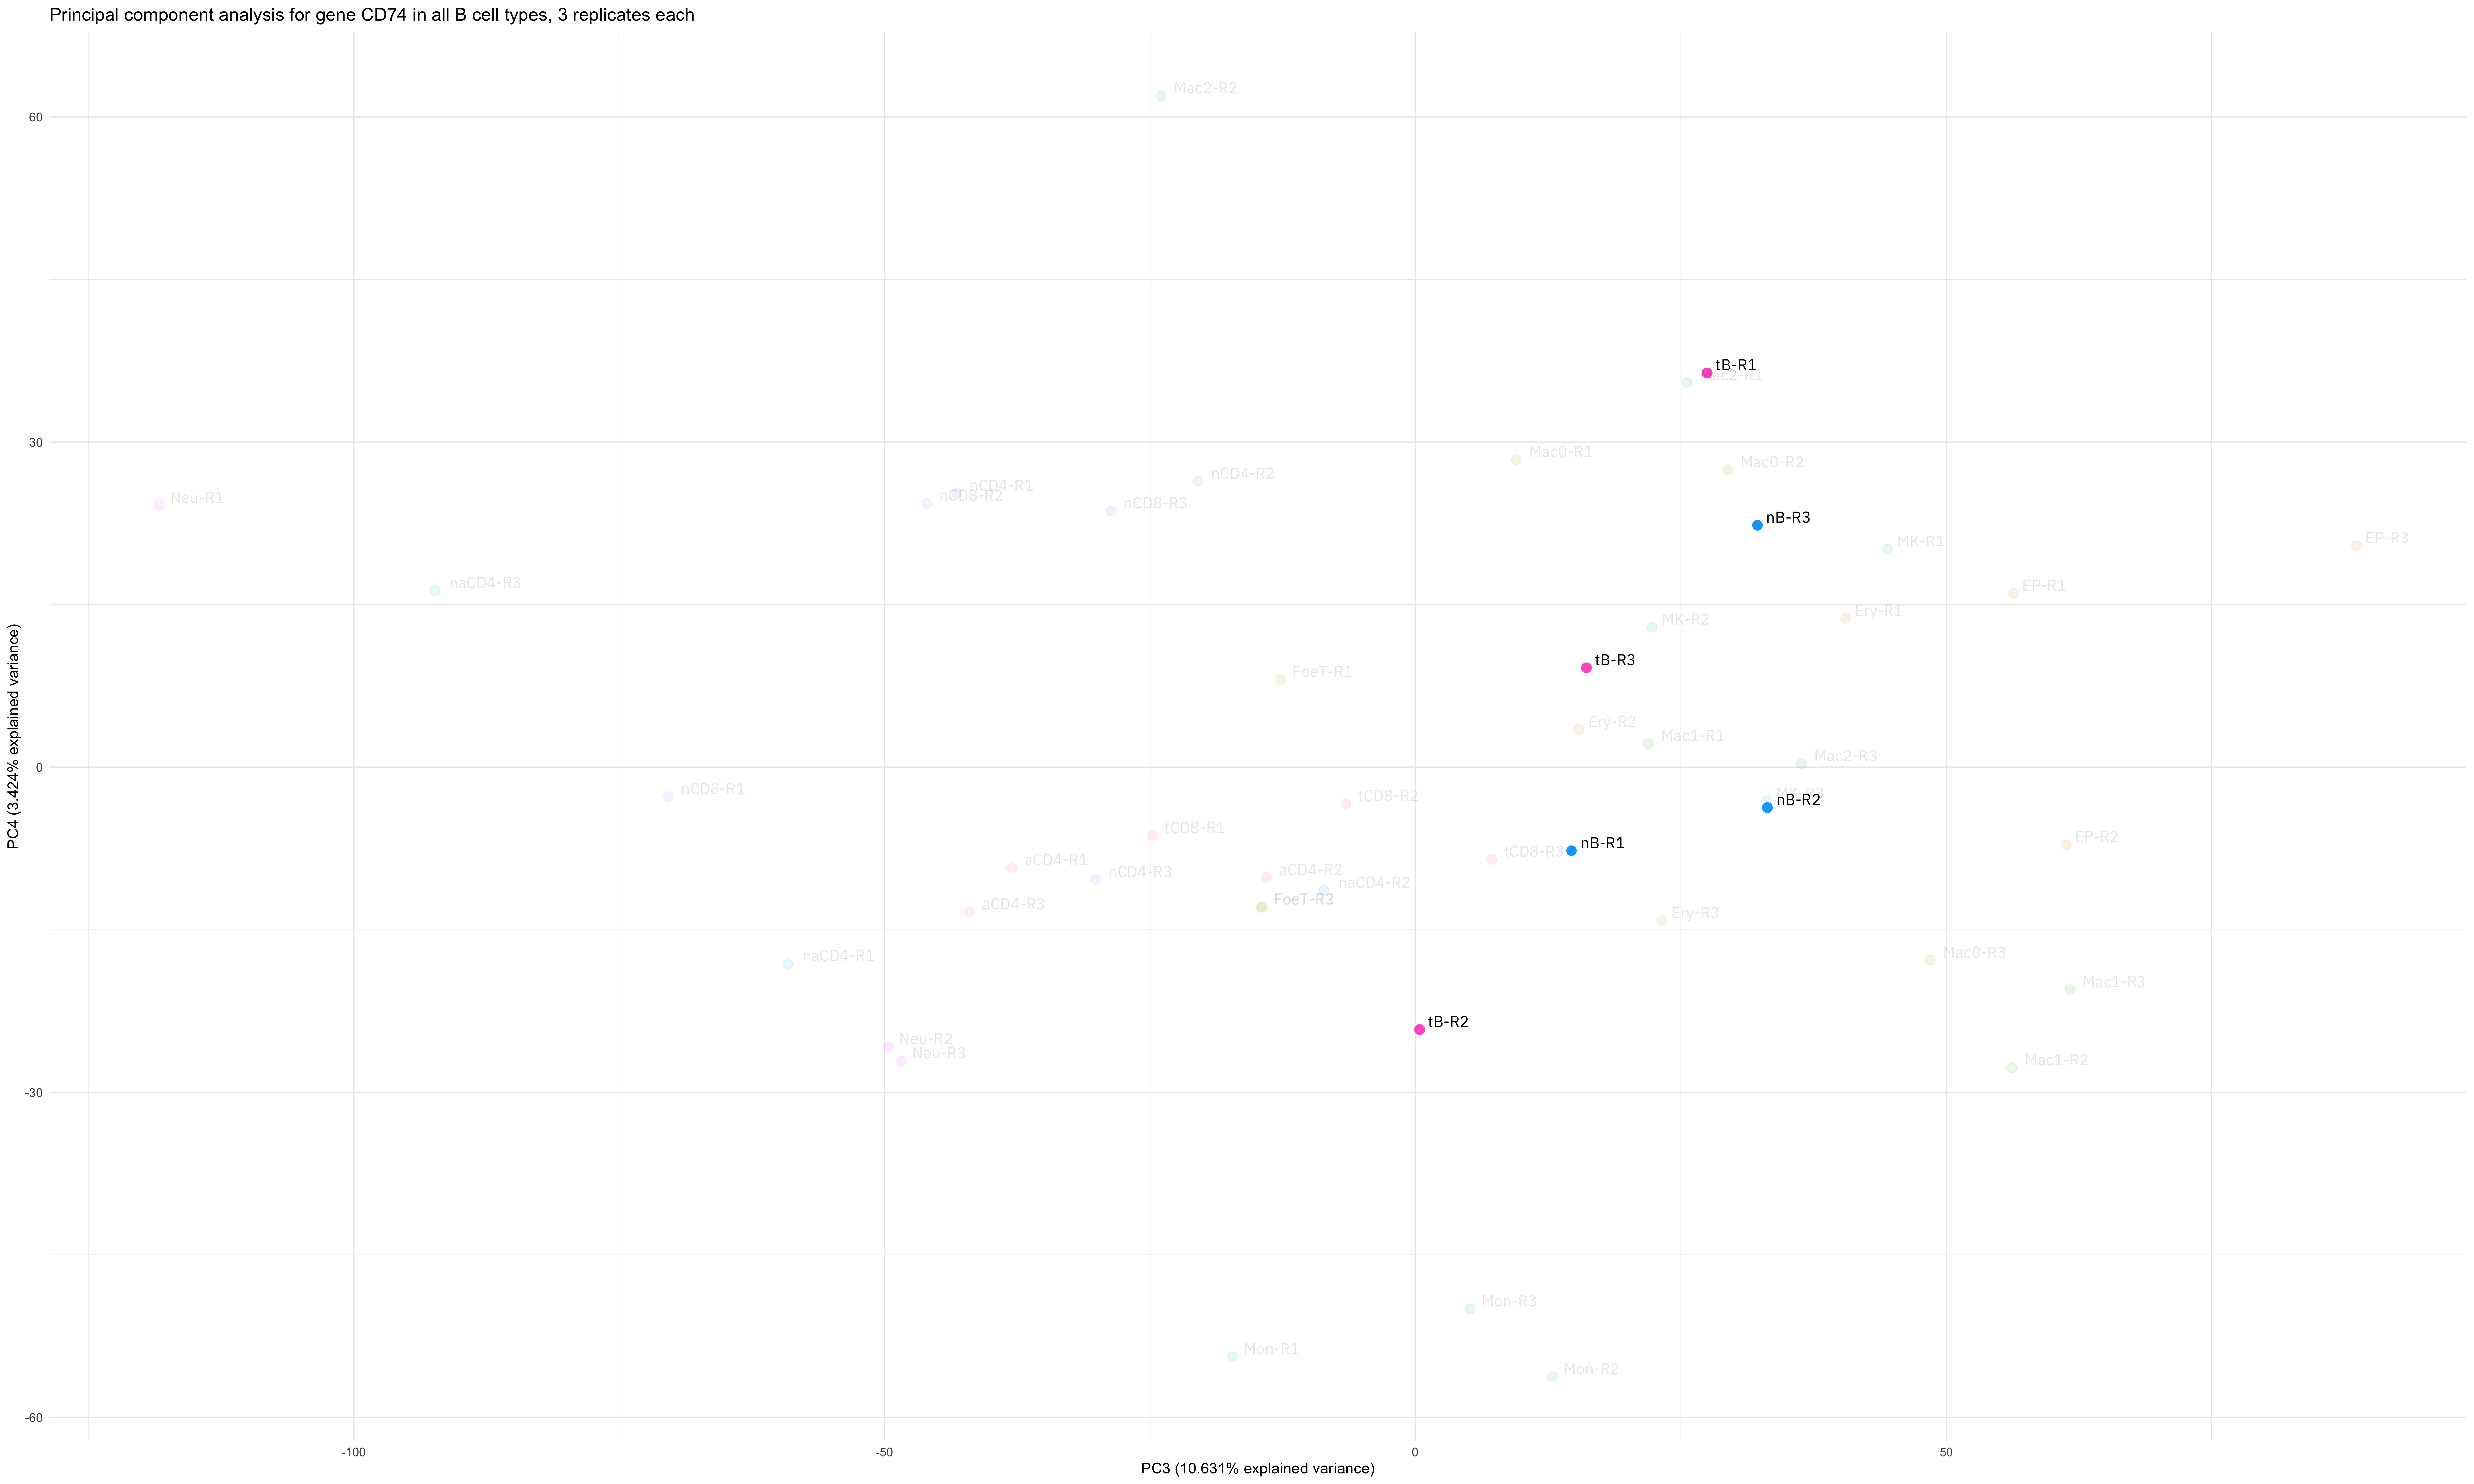 Principal component analysis for gene CD74 in all B cell types, 3 replicates each
Mac2-R2
60
tB-R1
Mac2-R1
30
Mac0-R1
Mac0-R2
nCD4-R2
nCD4-R1
nCD8-R2
Neu-R1
nCD8-R3
nB-R3
MK-R1
EP-R3
naCD4-R3
EP-R1
Ery-R1
MK-R2
tB-R3
FoeT-R1
Ery-R2
Mac1-R1
Mac2-R3
0
nCD8-R1
tCD8-R2
MK-R3
nB-R2
tCD8-R1
nB-R1
EP-R2
aCD4-R1
tCD8-R3
nCD4-R3
aCD4-R2
naCD4-R2
aCD4-R3
FoeT-R2
Ery-R3
naCD4-R1
Mac0-R3
Mac1-R3
tB-R2
Neu-R2
Neu-R3
Mac1-R2
-30
Mon-R3
Mon-R1
Mon-R2
-60
-100
-50
0
50
PC3 (10.631% explained variance)
PC4 (3.424% explained variance)